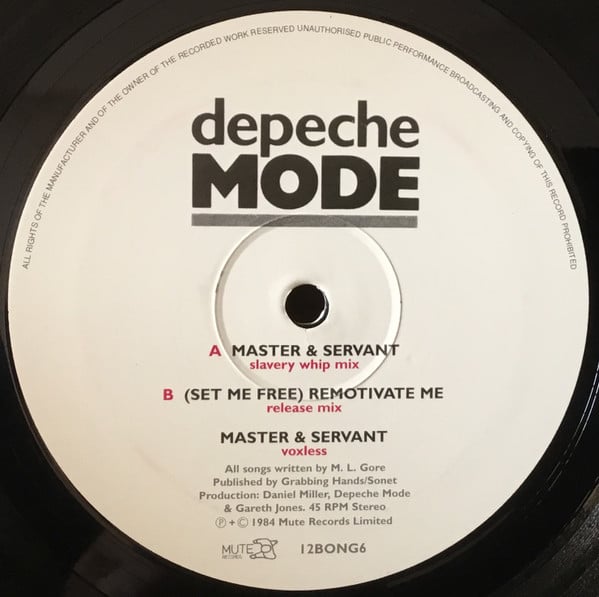 ALL RIGHTS OF THE MANUFACTURER AND OF THE OWNER OF THE RECORDED WORK RESERVED UNAUTHORISED PUBLIC PERFORMANCE BROADCASTING AND COPYING OF THIS RECORD PROHIBITED
depeche
MODE
A MASTER & SERVANT
slavery whip mix
B (SET ME FREE) REMOTIVATE ME
release mix
MASTER & SERVANT
voxless
All songs written by M. L. Gore
Published by Grabbing Hands/Sonet
Production: Daniel Miller, Depeche Mode
& Gareth Jones. 45 RPM Stereo
℗ + © 1984 Mute Records Limited
MUTE
RECORDS
12BONG6